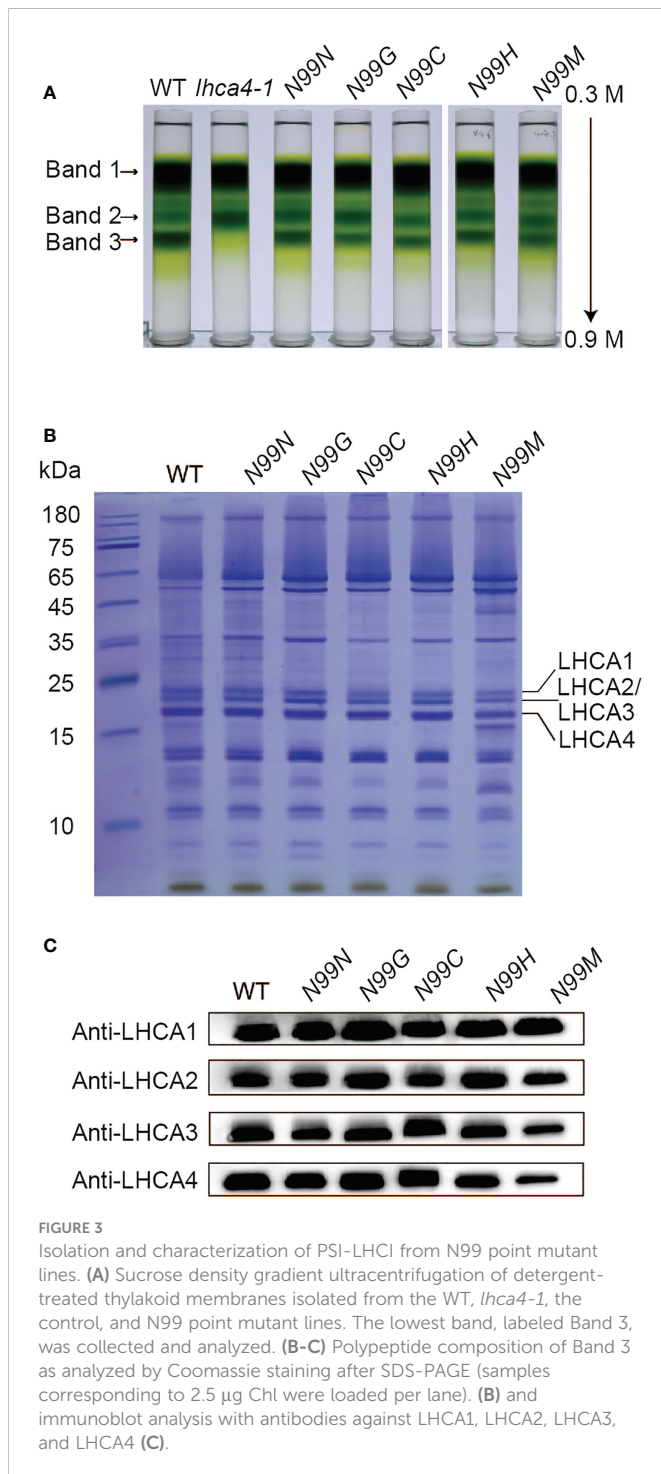 A
WT lhca4-1 N99N N99G N99C N99H N99M
0.3 M
Band 1
Band 2
Band 3
0.9 M
B
kDa
WT N99N N99G N99C N99H N99M
180
75
65
45
35
25
15
10
LHCA1
LHCA2/
LHCA3
LHCA4
C
WT N99N N99G N99C N99H N99M
Anti-LHCA1
Anti-LHCA2
Anti-LHCA3
Anti-LHCA4
FIGURE 3
Isolation and characterization of PSI-LHCI from N99 point mutant
lines. (A) Sucrose density gradient ultracentrifugation of detergent-
treated thylakoid membranes isolated from the WT, lhca4-1, the
control, and N99 point mutant lines. The lowest band, labeled Band 3,
was collected and analyzed. (B-C) Polypeptide composition of Band 3
as analyzed by Coomassie staining after SDS-PAGE (samples
corresponding to 2.5 μg Chl were loaded per lane). (B) and
immunoblot analysis with antibodies against LHCA1, LHCA2, LHCA3,
and LHCA4 (C).